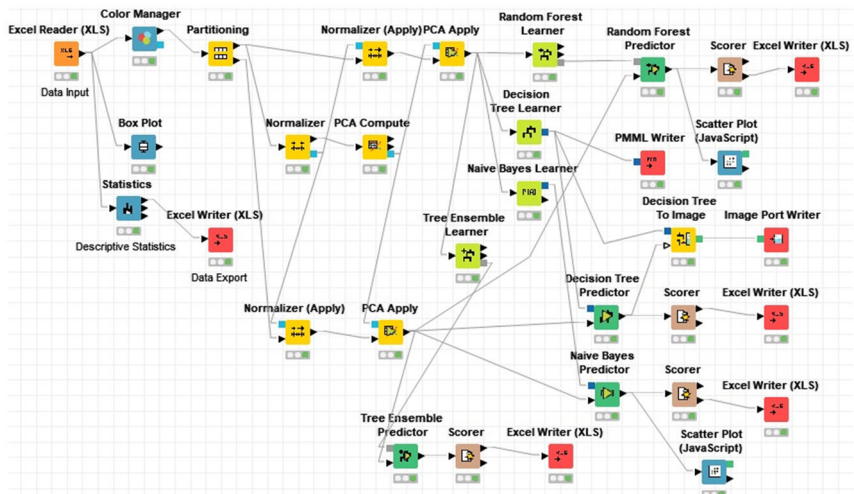 Color Manager
Excel Reader (XLS)
Partitioning
Normalizer (Apply)
PCA Apply
Random Forest
Learner
Random Forest
Predictor
Scorer
Excel Writer (XLS)
Data Input
Box Plot
Normalizer
PCA Compute
Decision
Tree Learner
PMML Writer
Scatter Plot
(JavaScript)
Naive Bayes Learner
Statistics
Excel Writer (XLS)
Descriptive Statistics
Data Export
Tree Ensemble
Learner
Decision Tree
To Image
Image Port Writer
Normalizer (Apply)
PCA Apply
Decision Tree
Predictor
Scorer
Excel Writer (XLS)
Naive Bayes
Predictor
Scorer
Excel Writer (XLS)
Tree Ensemble
Predictor
Scorer
Excel Writer (XLS)
Scatter Plot
(JavaScript)